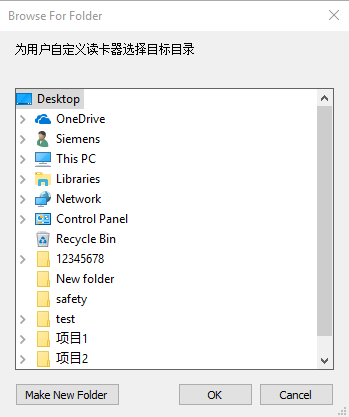 Browse For Folder
为用户自定义读卡器选择目标目录
Desktop
OneDrive
Siemens
This PC
Libraries
Network
Control Panel
Recycle Bin
12345678
New folder
safety
test
项目1
项目2
Make New Folder
OK
Cancel